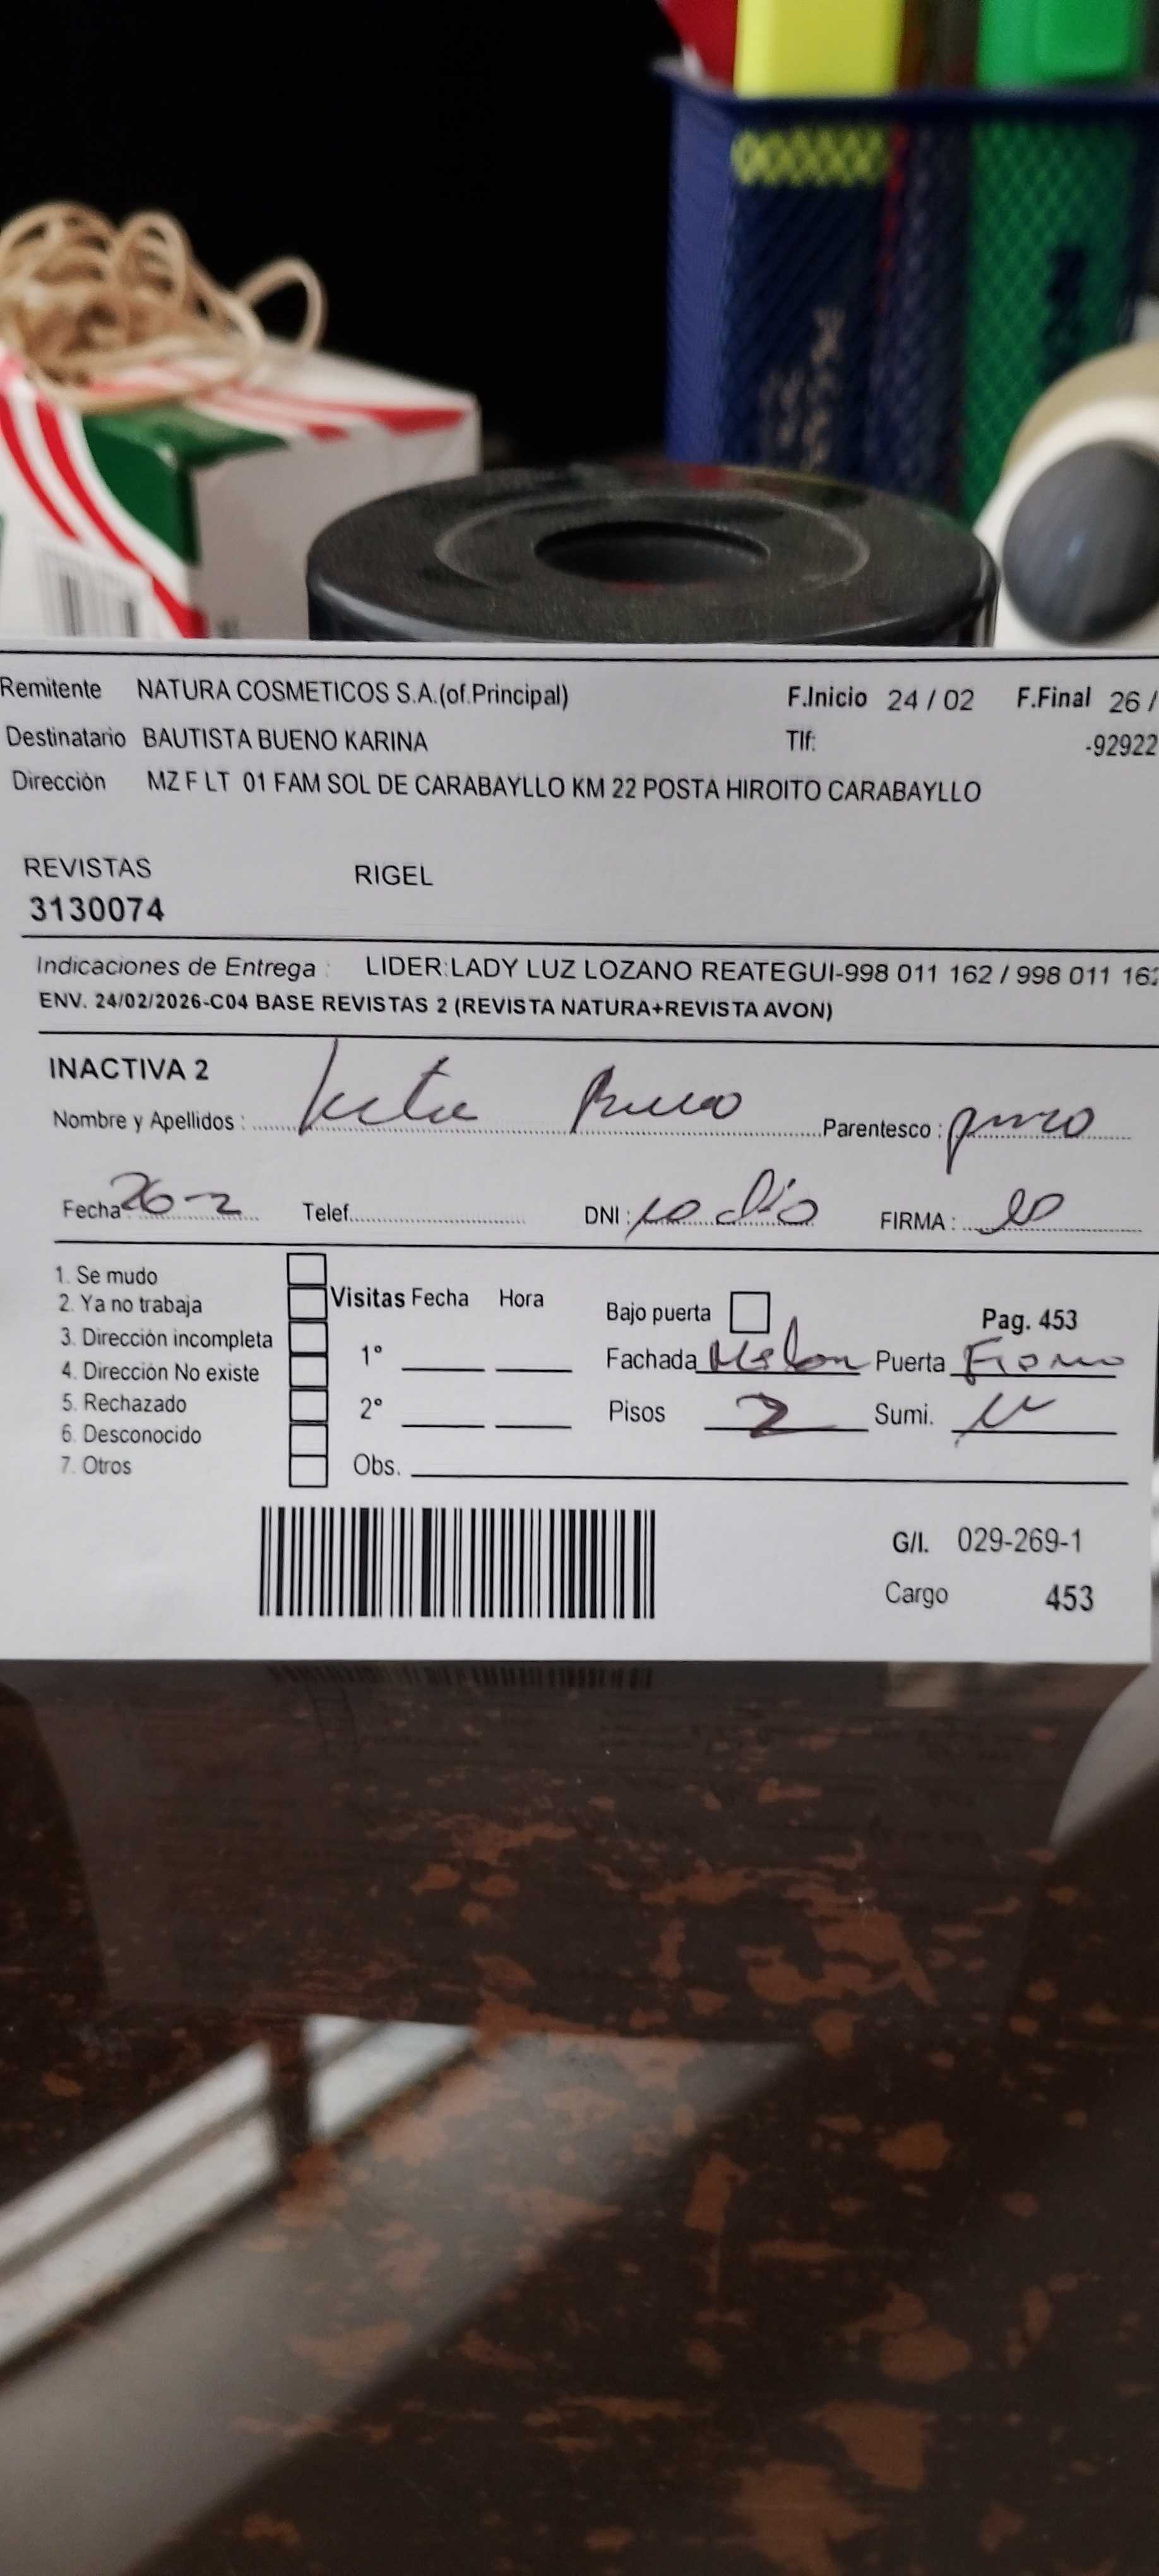 Remitente NATURA COSMETICOS S.A.(of.Principal) F.Inicio 24 / 02 F.Final 26 /
Destinatario BAUTISTA BUENO KARINA Tlf: -92922
Dirección MZ F LT 01 FAM SOL DE CARABAYLLO KM 22 POSTA HIROITO CARABAYLLO
REVISTAS RIGEL
3130074
Indicaciones de Entrega : LIDER:LADY LUZ LOZANO REATEGUI-998 011 162 / 998 011 162
ENV. 24/02/2026-C04 BASE REVISTAS 2 (REVISTA NATURA+REVISTA AVON)
INACTIVA 2
Nombre y Apellidos : Parentesco :
Fecha 26-2 Telef. DNI : no dio FIRMA :
1. Se mudo
2. Ya no trabaja
3. Dirección incompleta
4. Dirección No existe
5. Rechazado
6. Desconocido
7. Otros
Visitas Fecha Hora
1°
2°
Obs.
Bajo puerta Pag. 453
Fachada Melon Puerta Fierro
Pisos 2 Sumi.
G/I. 029-269-1
Cargo 453